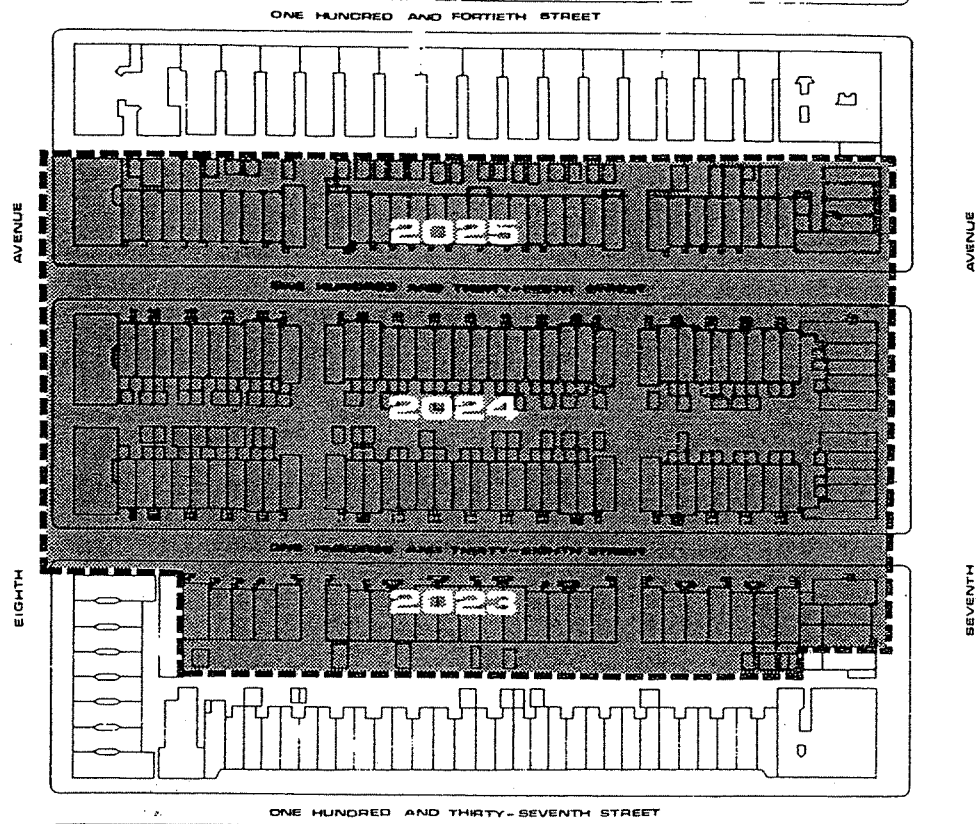 ONE HUNDRED AND FORTIETH STREET
AVENUE
AVENUE
2025
ONE HUNDRED AND THIRTY-NINTH STREET
2024
ONE HUNDRED AND THIRTY-EIGHTH STREET
EIGHTH
SEVENTH
2023
ONE HUNDRED AND THIRTY-SEVENTH STREET